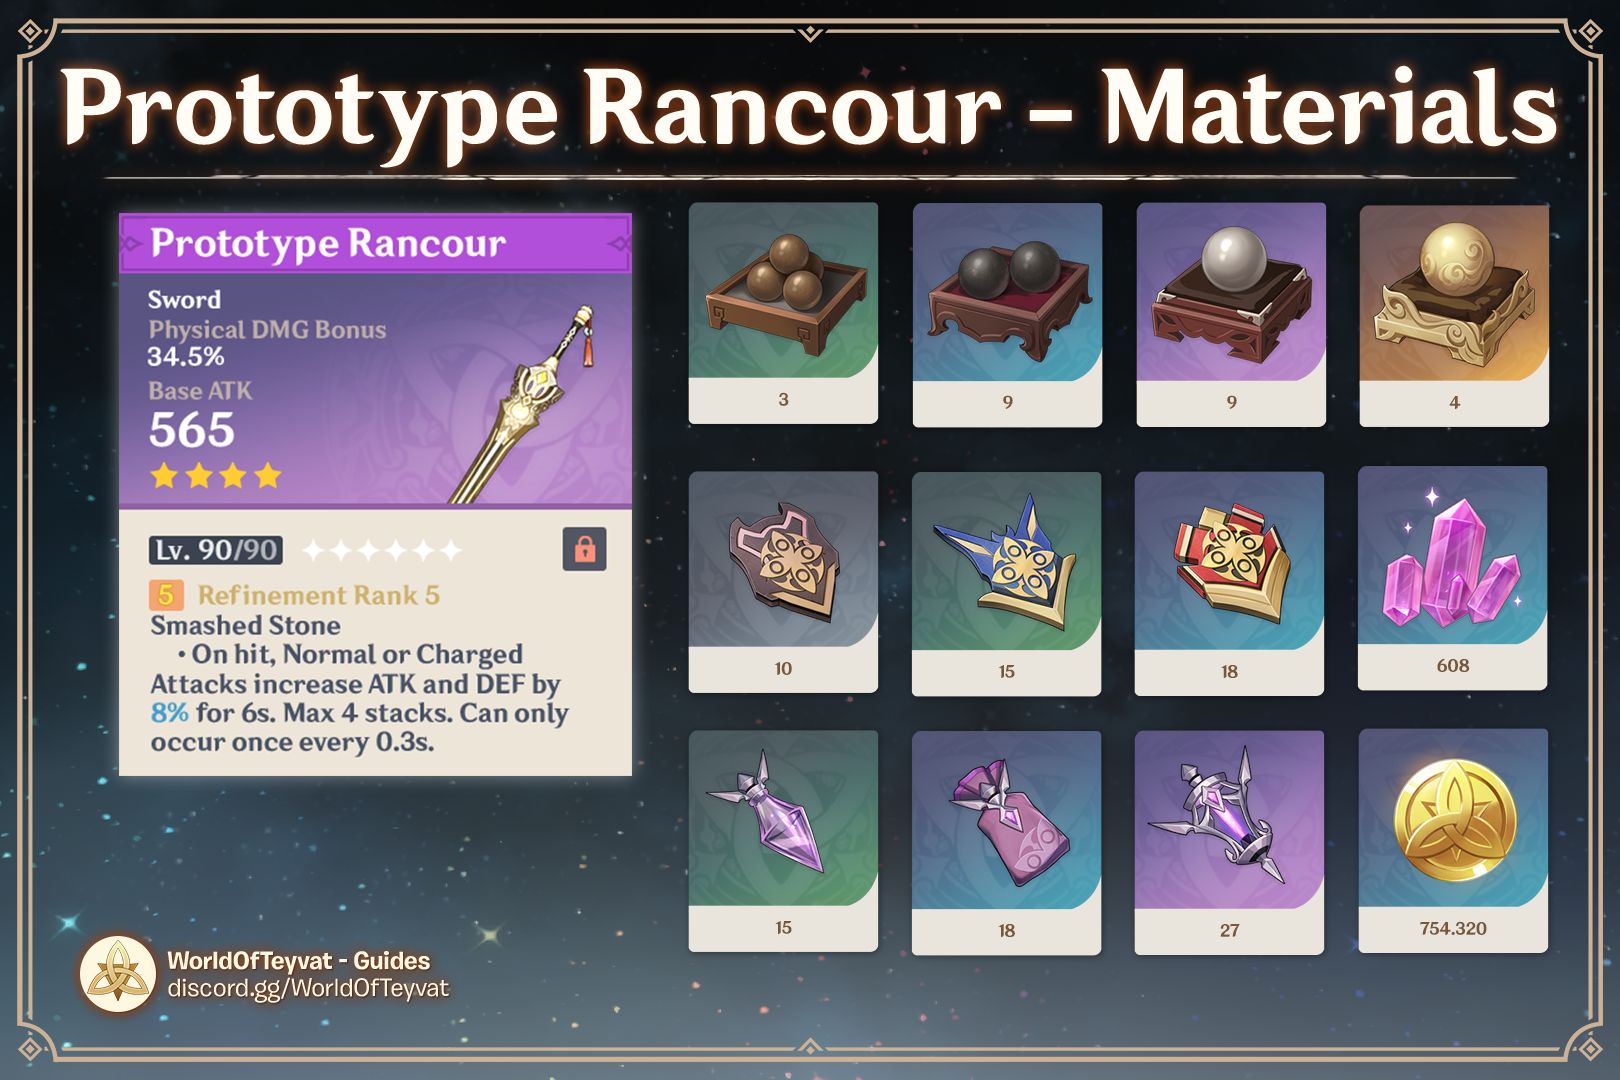 Prototype Rancour – Materials
Prototype Rancour
Sword
Physical DMG Bonus
34.5%
Base ATK
565
Lv. 90/90
5 Refinement Rank 5
Smashed Stone
• On hit, Normal or Charged
Attacks increase ATK and DEF by
8% for 6s. Max 4 stacks. Can only
occur once every 0.3s.
3
9
9
4
10
15
18
608
15
18
27
754.320
WorldOfTeyvat - Guides
discord.gg/WorldOfTeyvat